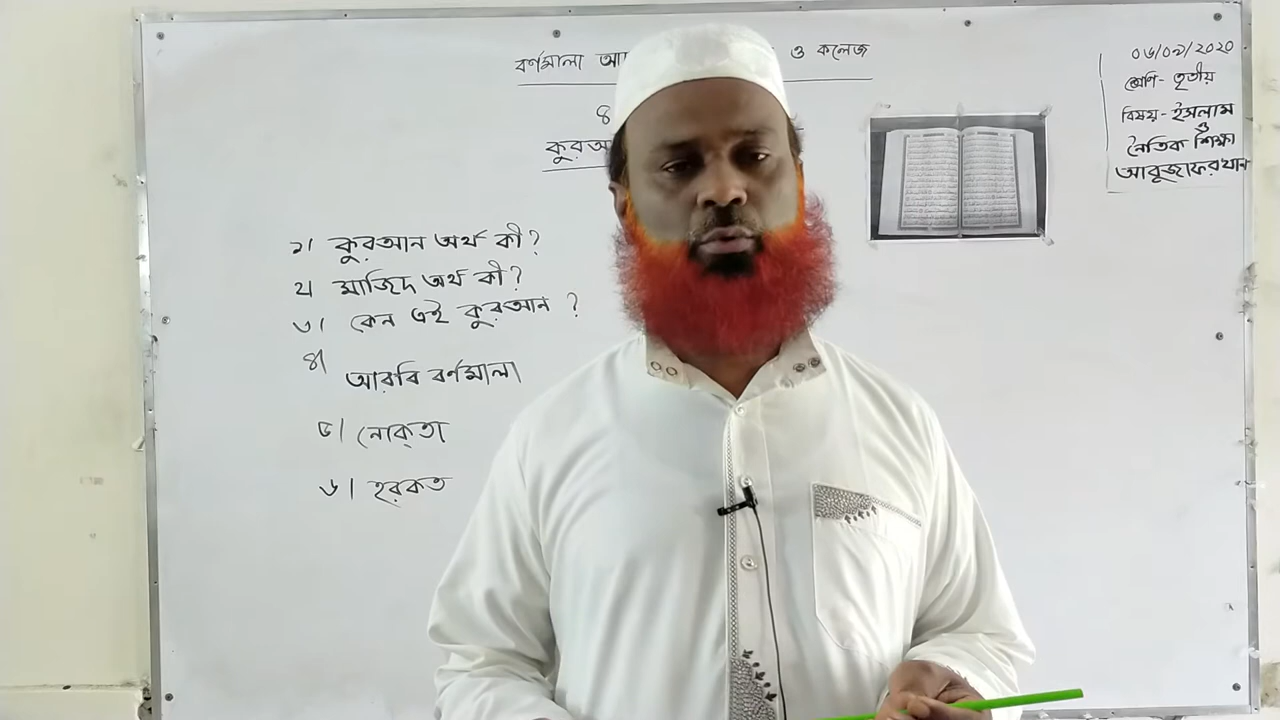 বর্ণমালা আ ও কলেজ
৪
কুরআ
০৬/০৯/২০২০
শ্রেণি- তৃতীয়
বিষয়- ইসলাম
ও
নৈতিক শিক্ষা
আবূজাফরখান
১। কুরআন অর্থ কী?
২। মাজিদ অর্থ কী?
৩। কেন এই কুরআন ?
৪। আরবি বর্ণমালা
৫। নোক্তা
৬। হরকত